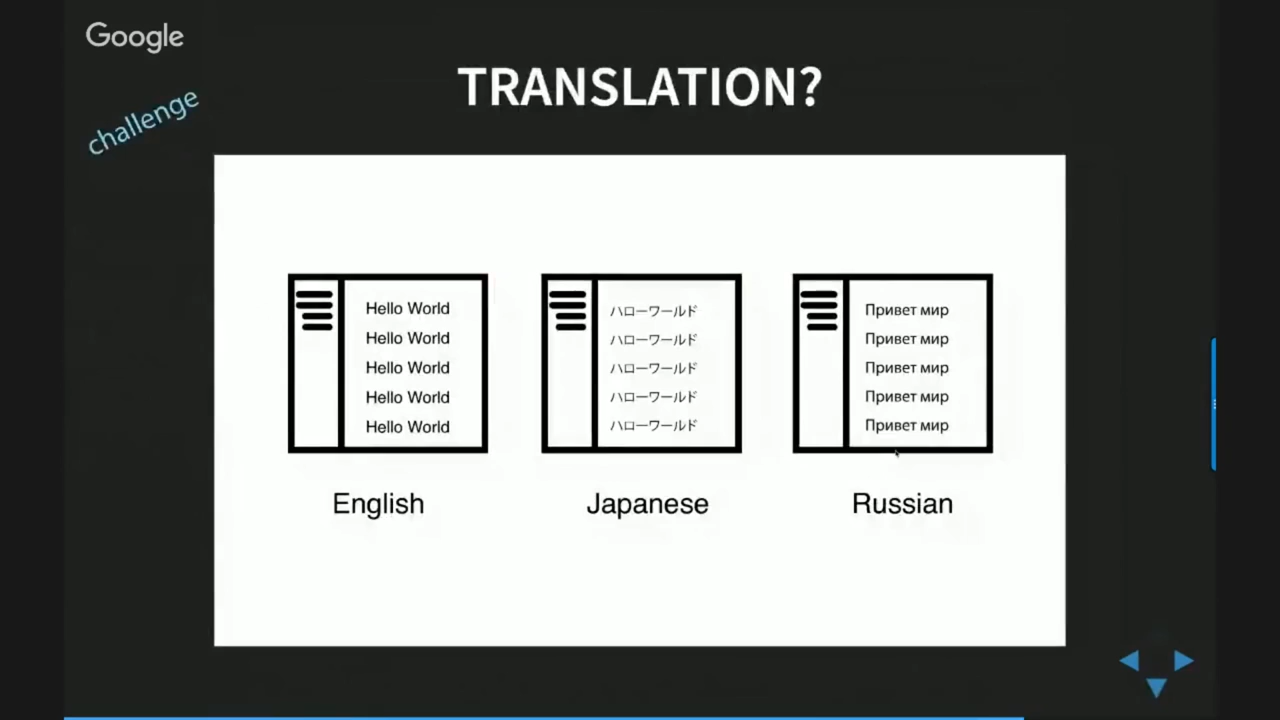 Google
challenge
TRANSLATION?
Hello World
Hello World
Hello World
Hello World
Hello World
English
ハローワールド
ハローワールド
ハローワールド
ハローワールド
ハローワールド
Japanese
Привет мир
Привет мир
Привет мир
Привет мир
Привет мир
Russian